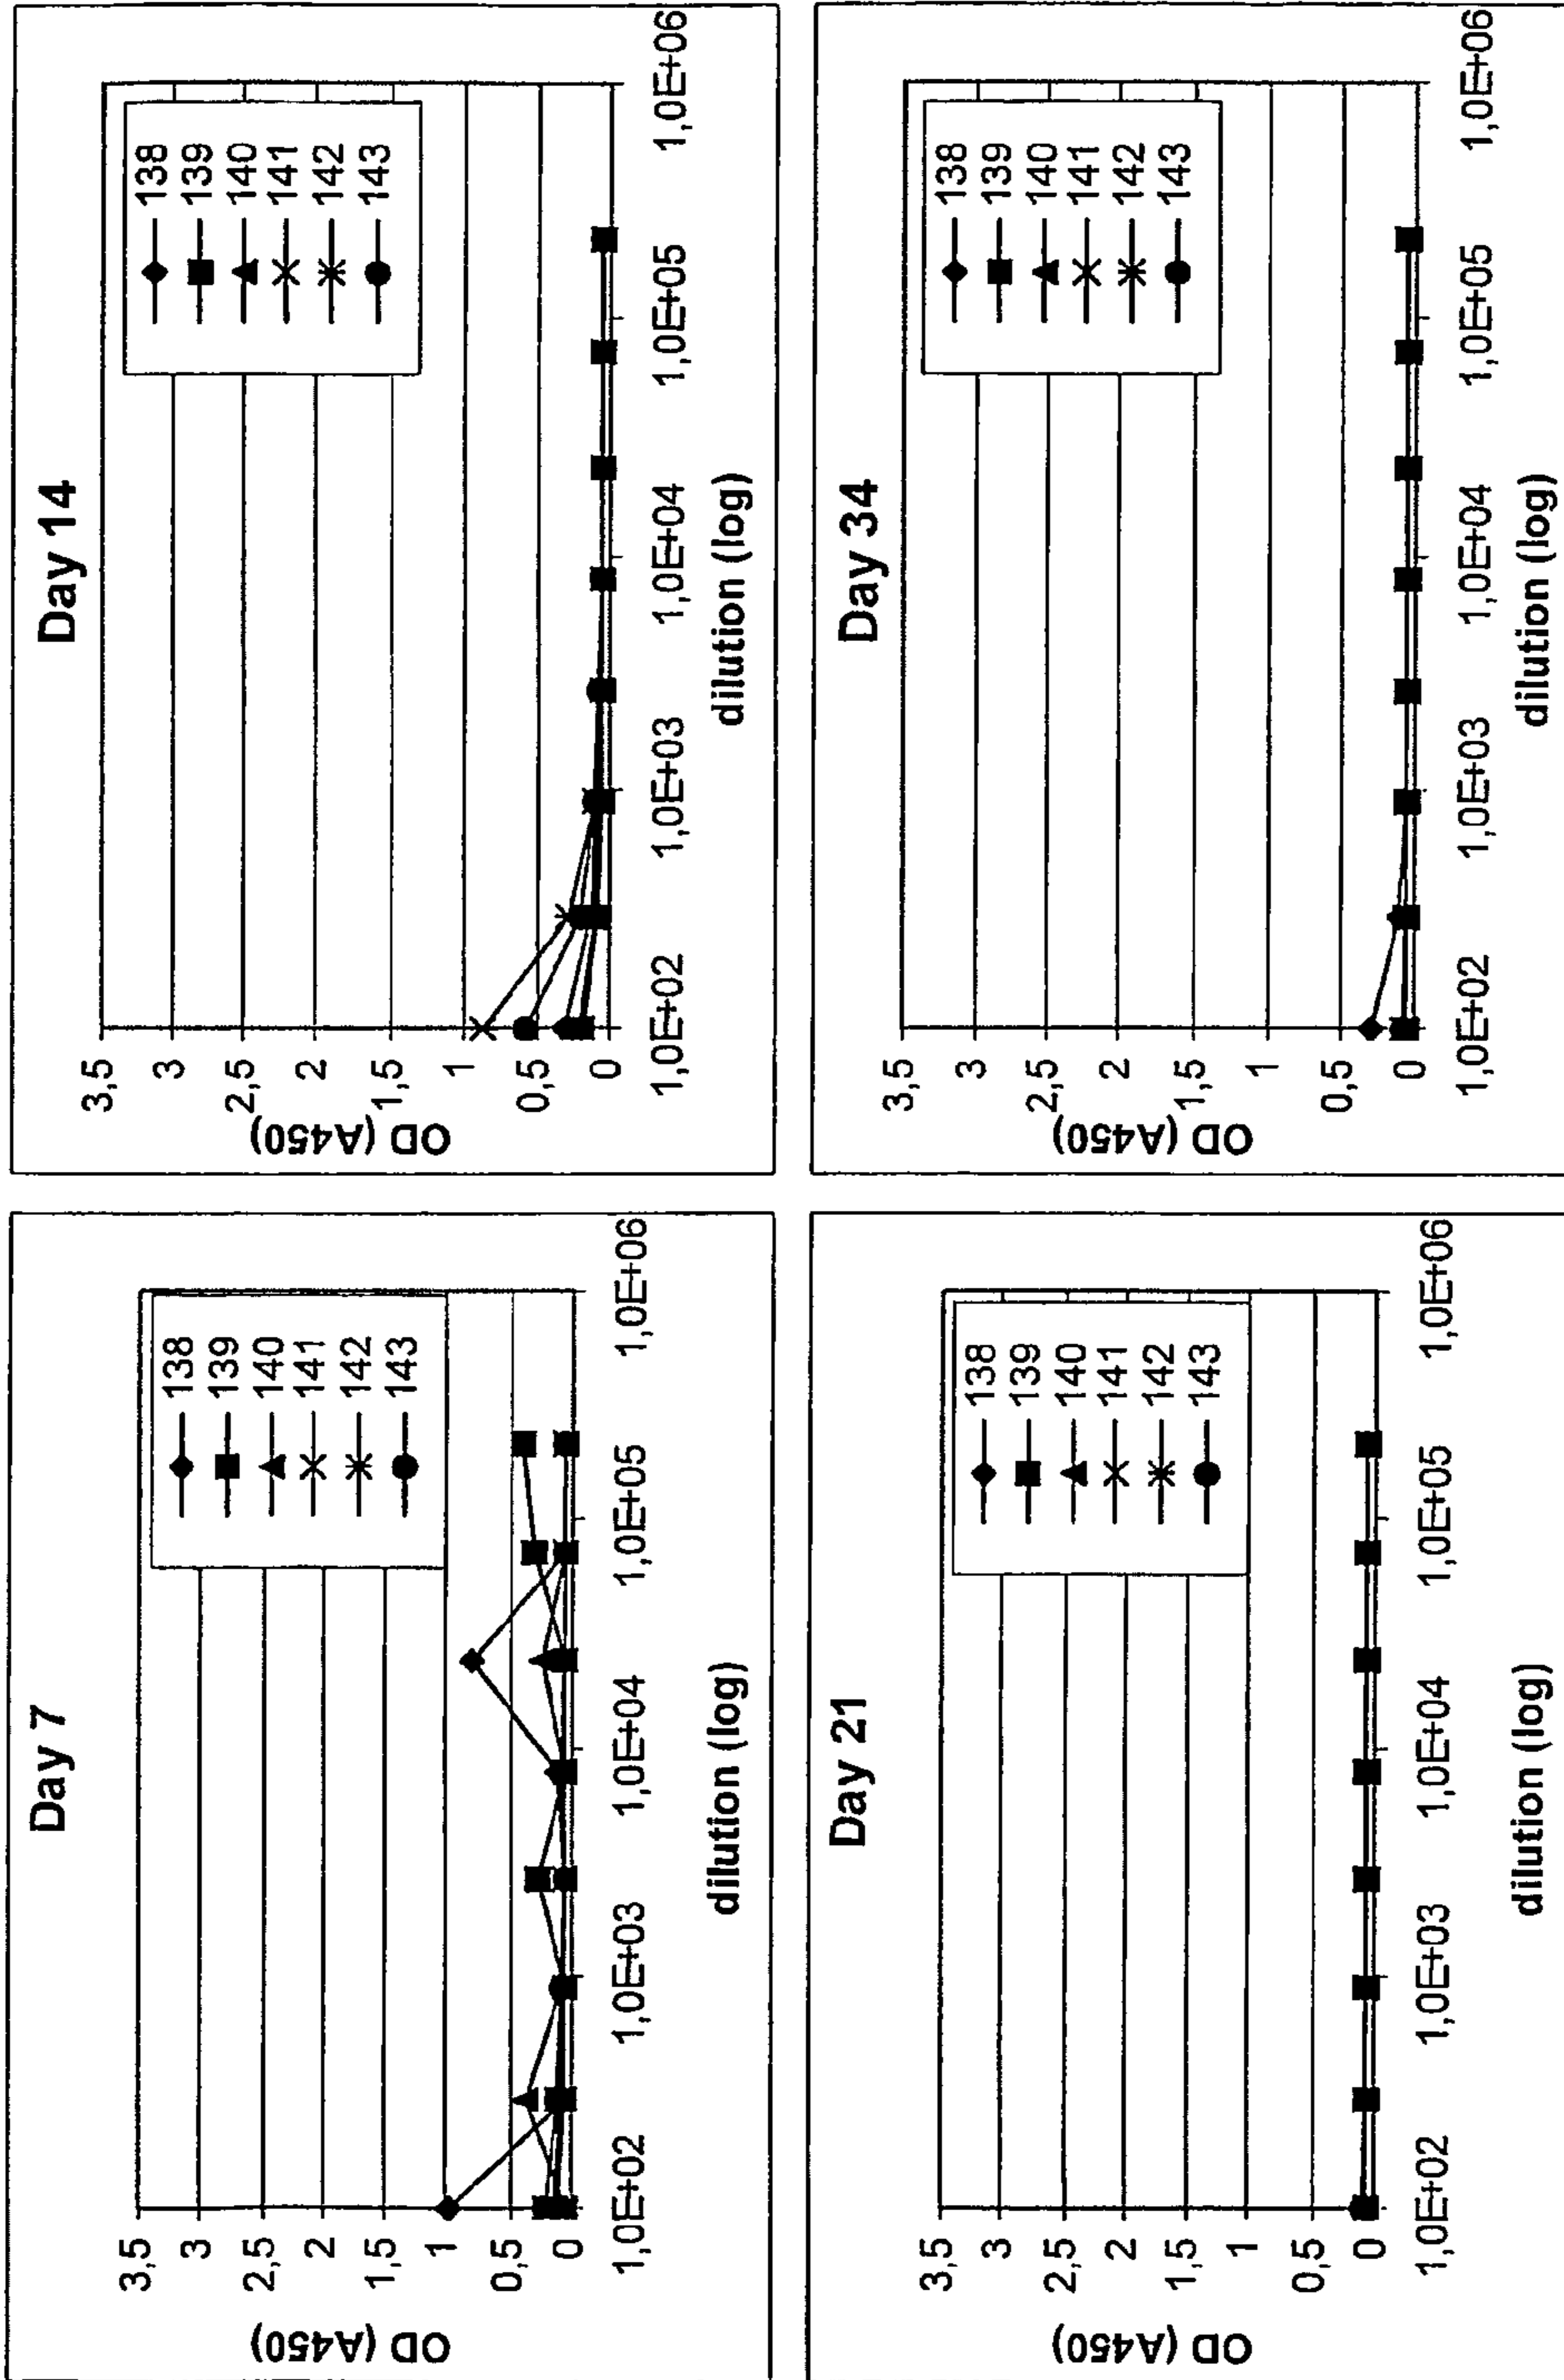 Day 7
OD (A450)
3,5
3
2,5
2
1,5
1
0,5
0
1,0E+02
1,0E+03
1,0E+04
1,0E+05
1,0E+06
dilution (log)
138
139
140
141
142
143
Day 14
OD (A450)
3,5
3
2,5
2
1,5
1
0,5
0
1,0E+02
1,0E+03
1,0E+04
1,0E+05
1,0E+06
dilution (log)
138
139
140
141
142
143
Day 21
OD (A450)
3,5
3
2,5
2
1,5
1
0,5
0
1,0E+02
1,0E+03
1,0E+04
1,0E+05
1,0E+06
dilution (log)
138
139
140
141
142
143
Day 34
OD (A450)
3,5
3
2,5
2
1,5
1
0,5
0
1,0E+02
1,0E+03
1,0E+04
1,0E+05
1,0E+06
dilution (log)
138
139
140
141
142
143